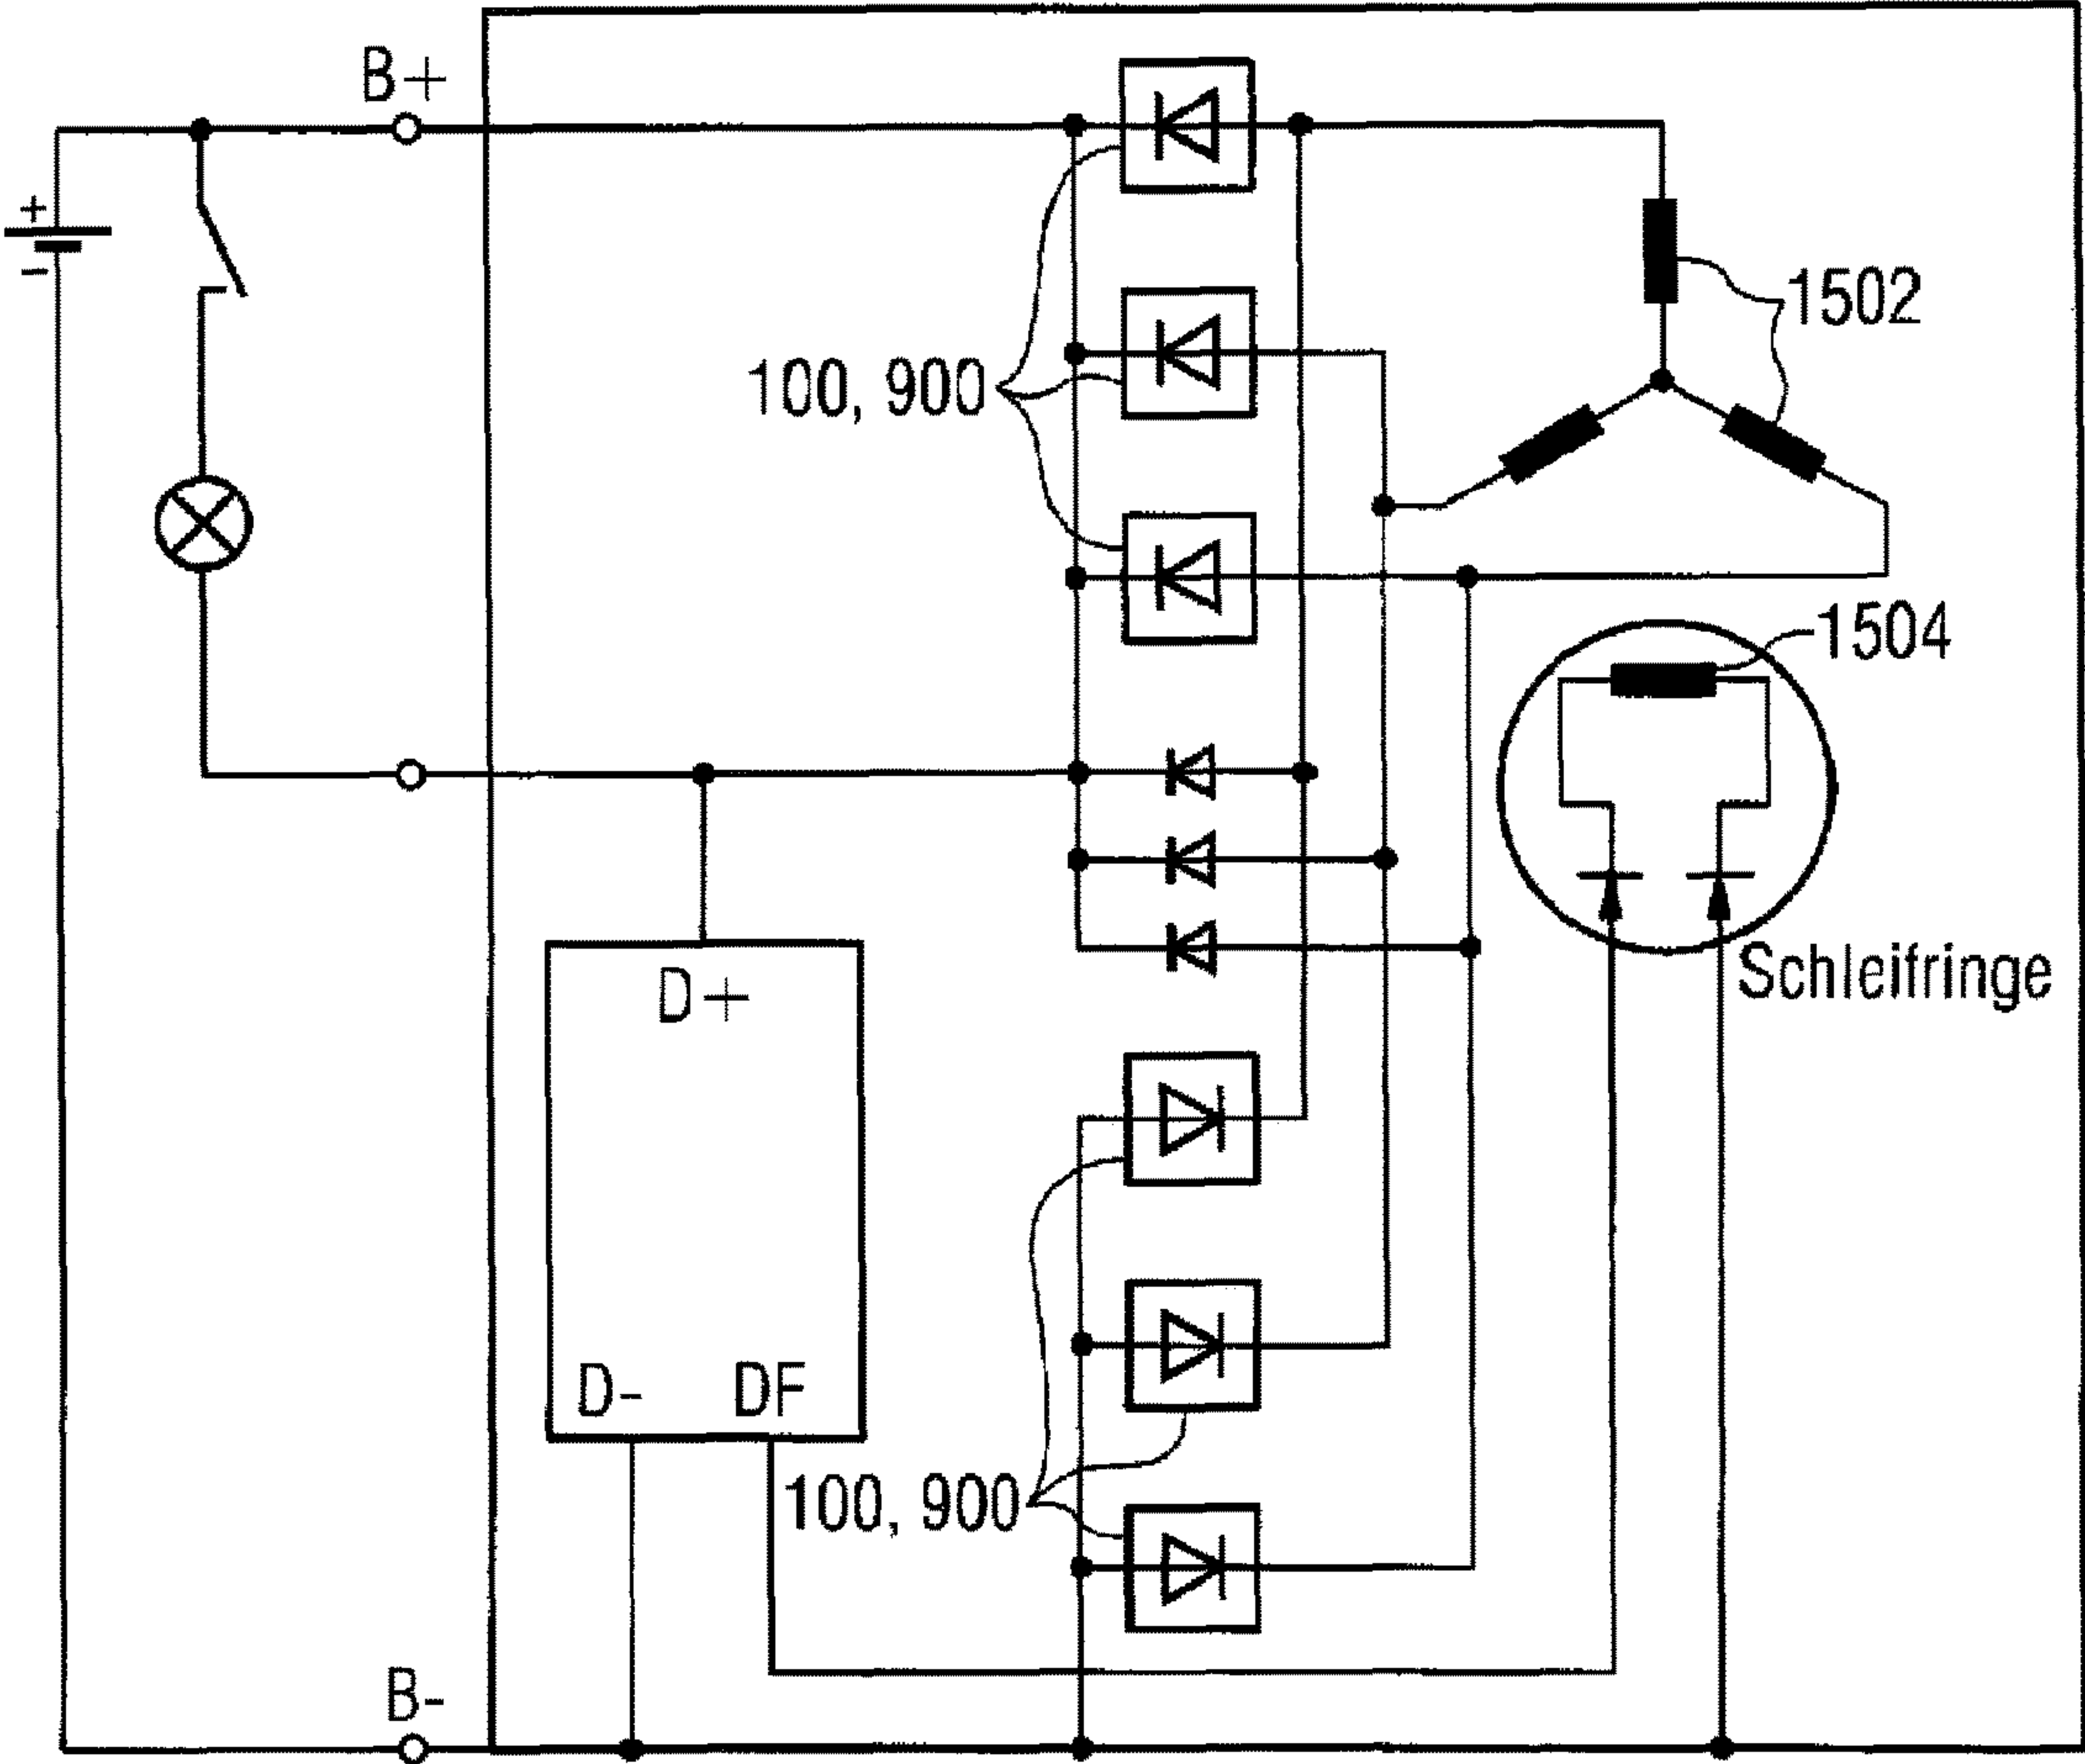 B+
+
-
1502
100, 900
1504
Schleifringe
D+
D- DF
100, 900
B-